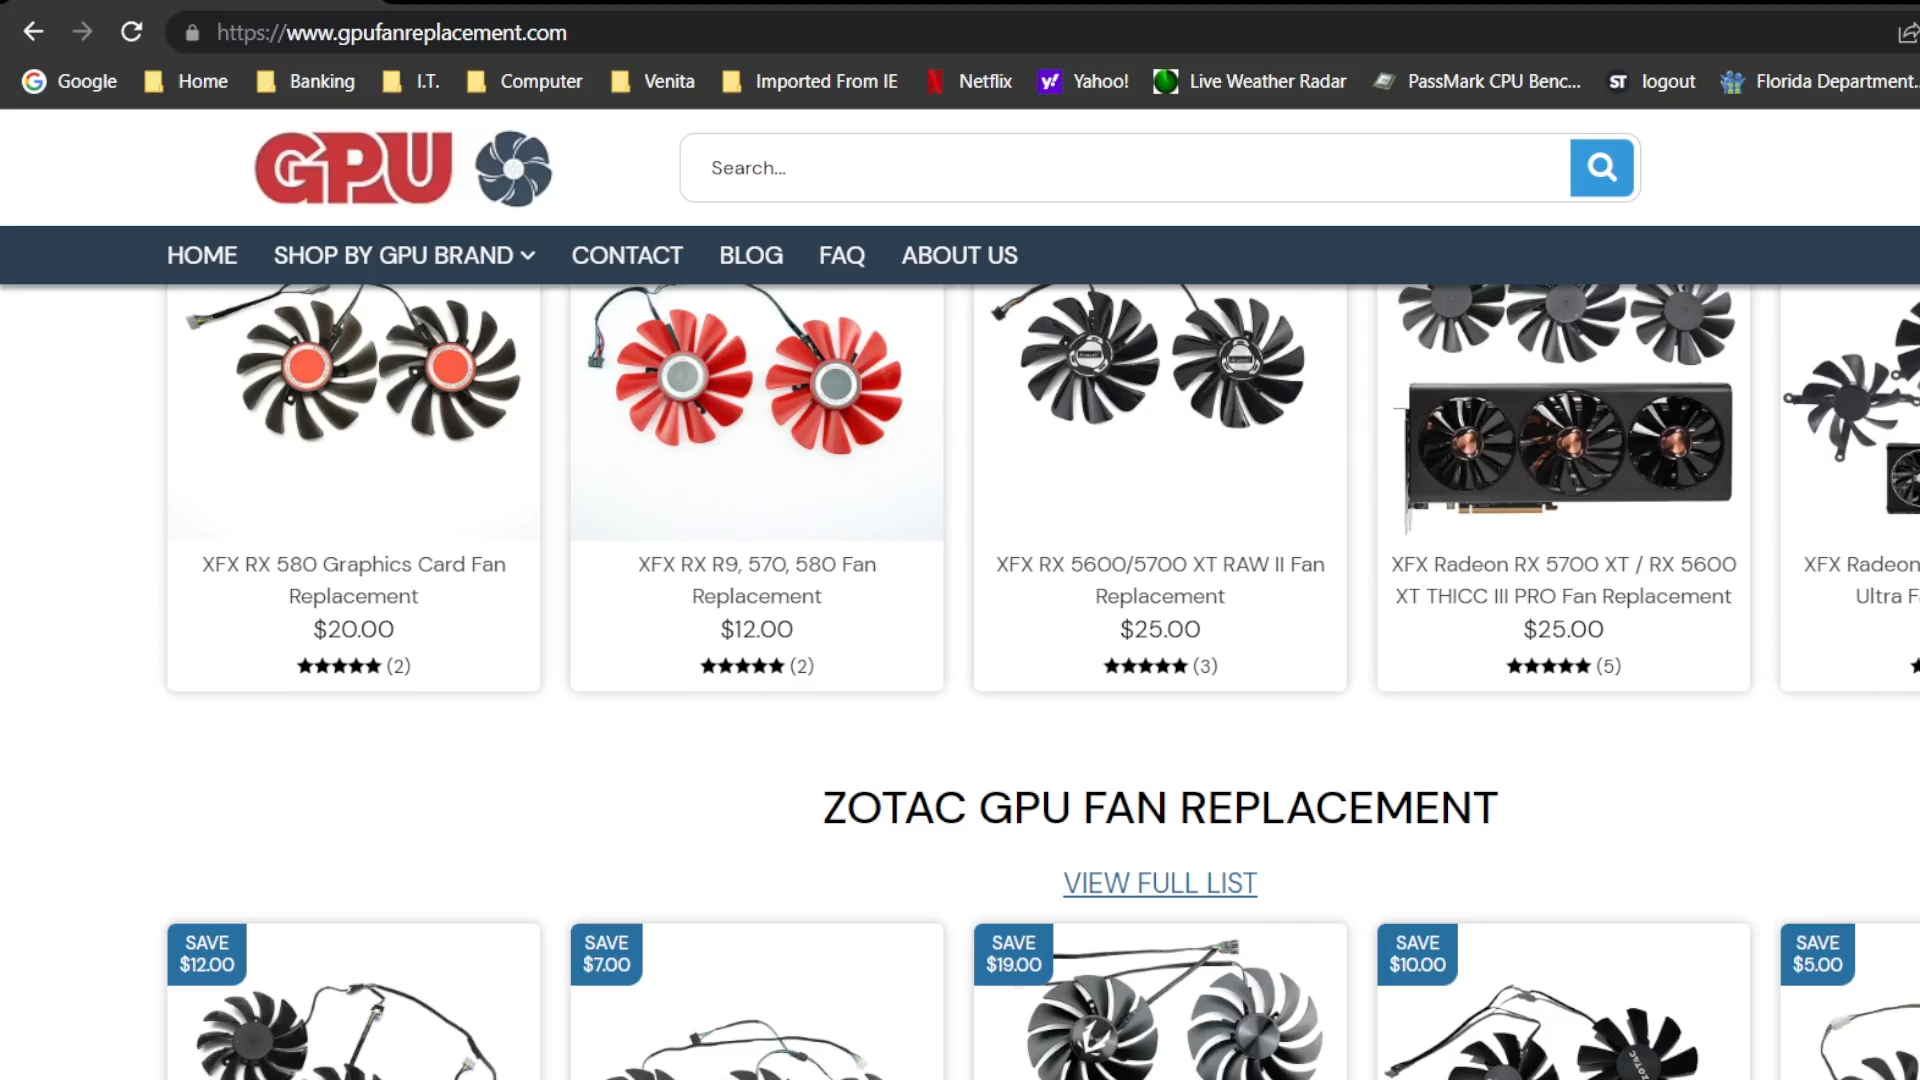 https://www.gpufanreplacement.com
Google Home Banking I.T. Computer Venita Imported From IE Netflix Yahoo! Live Weather Radar PassMark CPU Benc... ST logout Florida Department...
GPU
Search...
HOME SHOP BY GPU BRAND CONTACT BLOG FAQ ABOUT US
XFX RX 580 Graphics Card Fan
Replacement
$20.00
★★★★★ (2)
XFX RX R9, 570, 580 Fan
Replacement
$12.00
★★★★★ (2)
XFX RX 5600/5700 XT RAW II Fan
Replacement
$25.00
★★★★★ (3)
XFX Radeon RX 5700 XT / RX 5600
XT THICC III PRO Fan Replacement
$25.00
★★★★★ (5)
XFX Radeon
Ultra
ZOTAC GPU FAN REPLACEMENT
VIEW FULL LIST
SAVE
$12.00
SAVE
$7.00
SAVE
$19.00
SAVE
$10.00
ZOTAC
SAVE
$5.00